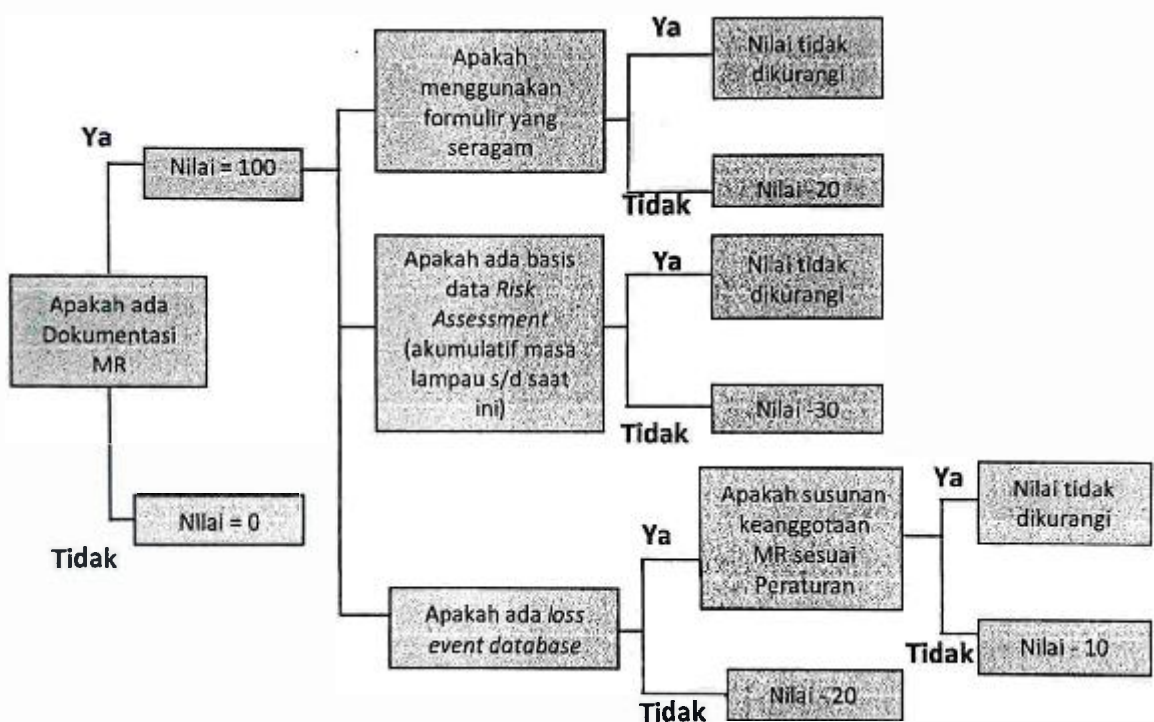 Ya
Apakah
menggunakan
formulir yang
seragam
Ya
Nilai tidak
dikurangi
Nilai = 100
Tidak
Nilai -20
Apakah ada
Dokumentasi
MR
Apakah ada basis
data Risk
Assessment
(akumulatif masa
lampau s/d saat
ini)
Ya
Nilai tidak
dikurangi
Tidak
Nilai -30
Nilai = 0
Tidak
Apakah ada loss
event database
Ya
Apakah susunan
keanggotaan
MR sesuai
Peraturan
Ya
Nilai tidak
dikurangi
Tidak
Nilai - 10
Tidak
Nilai - 20